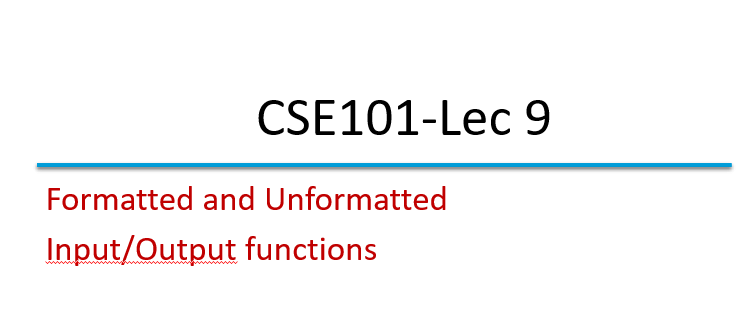 CSE101-Lec 9
Formatted and Unformatted
Input/Output functions